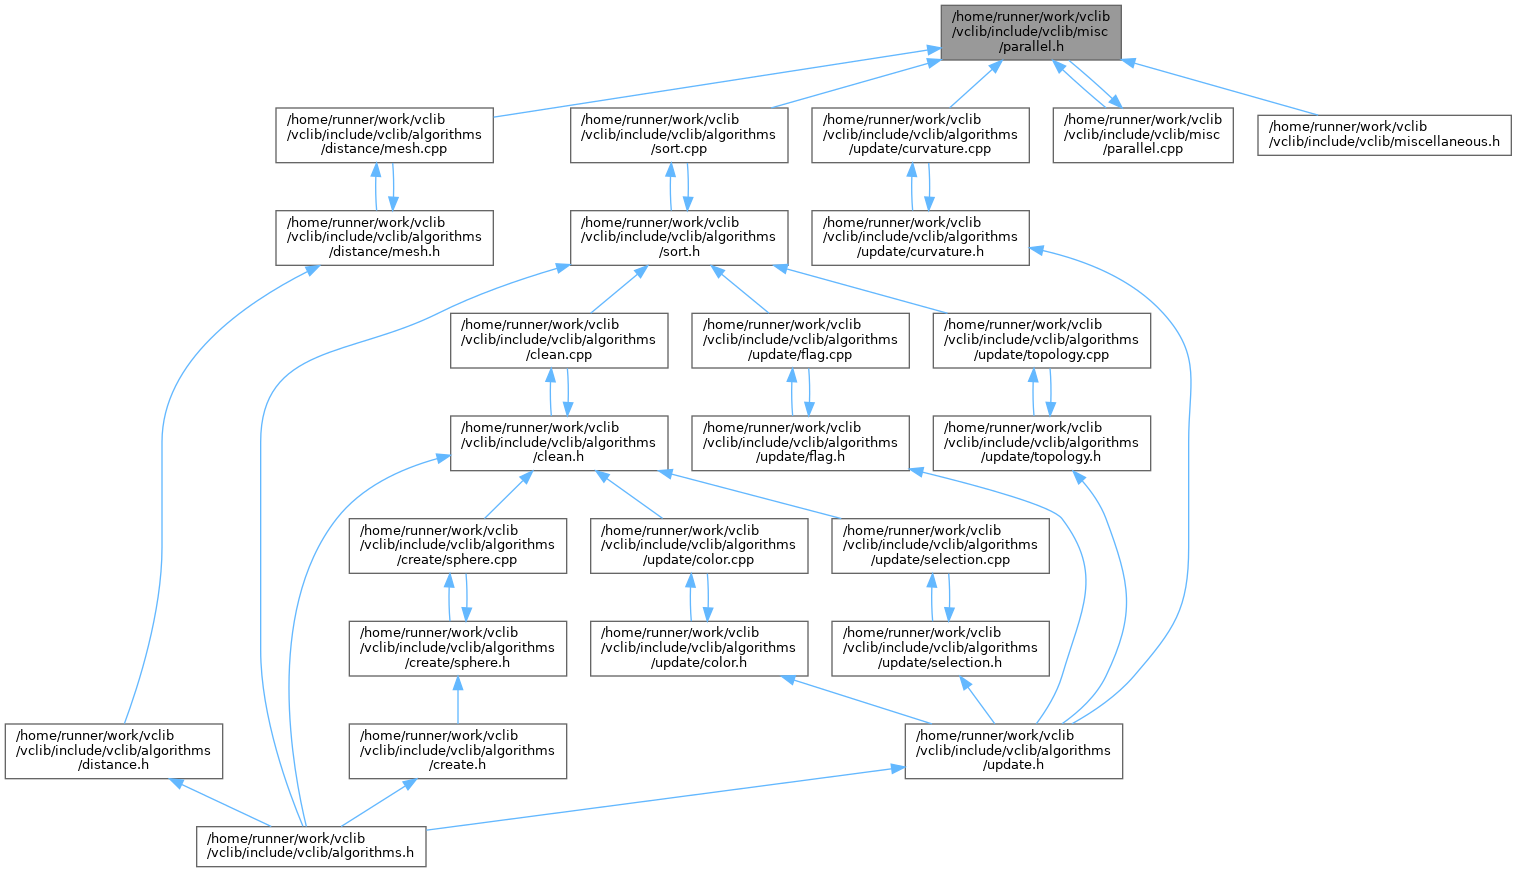 /home/runner/work/vclib
/vclib/include/vclib/misc
/parallel.h
/home/runner/work/vclib
/vclib/include/vclib/algorithms
/distance/mesh.cpp
/home/runner/work/vclib
/vclib/include/vclib/algorithms
/sort.cpp
/home/runner/work/vclib
/vclib/include/vclib/algorithms
/update/curvature.cpp
/home/runner/work/vclib
/vclib/include/vclib/misc
/parallel.cpp
/home/runner/work/vclib
/vclib/include/vclib/miscellaneous.h
/home/runner/work/vclib
/vclib/include/vclib/algorithms
/distance/mesh.h
/home/runner/work/vclib
/vclib/include/vclib/algorithms
/sort.h
/home/runner/work/vclib
/vclib/include/vclib/algorithms
/update/curvature.h
/home/runner/work/vclib
/vclib/include/vclib/algorithms
/clean.cpp
/home/runner/work/vclib
/vclib/include/vclib/algorithms
/update/flag.cpp
/home/runner/work/vclib
/vclib/include/vclib/algorithms
/update/topology.cpp
/home/runner/work/vclib
/vclib/include/vclib/algorithms
/clean.h
/home/runner/work/vclib
/vclib/include/vclib/algorithms
/update/flag.h
/home/runner/work/vclib
/vclib/include/vclib/algorithms
/update/topology.h
/home/runner/work/vclib
/vclib/include/vclib/algorithms
/create/sphere.cpp
/home/runner/work/vclib
/vclib/include/vclib/algorithms
/update/color.cpp
/home/runner/work/vclib
/vclib/include/vclib/algorithms
/update/selection.cpp
/home/runner/work/vclib
/vclib/include/vclib/algorithms
/create/sphere.h
/home/runner/work/vclib
/vclib/include/vclib/algorithms
/update/color.h
/home/runner/work/vclib
/vclib/include/vclib/algorithms
/update/selection.h
/home/runner/work/vclib
/vclib/include/vclib/algorithms
/distance.h
/home/runner/work/vclib
/vclib/include/vclib/algorithms
/create.h
/home/runner/work/vclib
/vclib/include/vclib/algorithms
/update.h
/home/runner/work/vclib
/vclib/include/vclib/algorithms.h